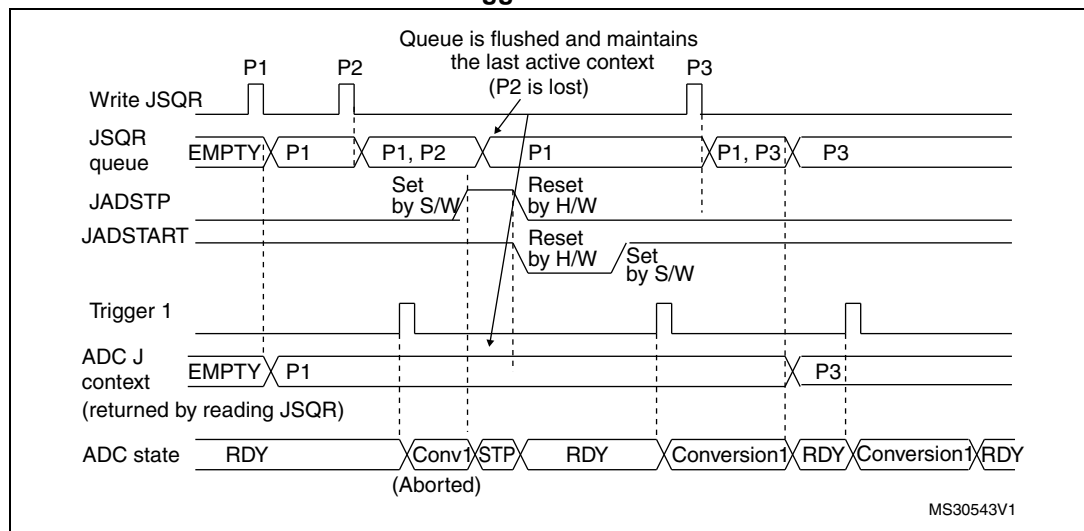 Queue is flushed and maintains
the last active context
(P2 is lost)
P1 P2 P3
Write JSQR
JSQR
queue
EMPTY P1 P1, P2 P1 P1, P3 P3
Set
by S/W
Reset
by H/W
JADSTP
JADSTART
Reset
by H/W
Set
by S/W
Trigger 1
ADC J
context
(returned by reading JSQR)
EMPTY P1 P3
ADC state RDY Conv1 STP RDY Conversion1 RDY Conversion1 RDY
(Aborted)
MS30543V1